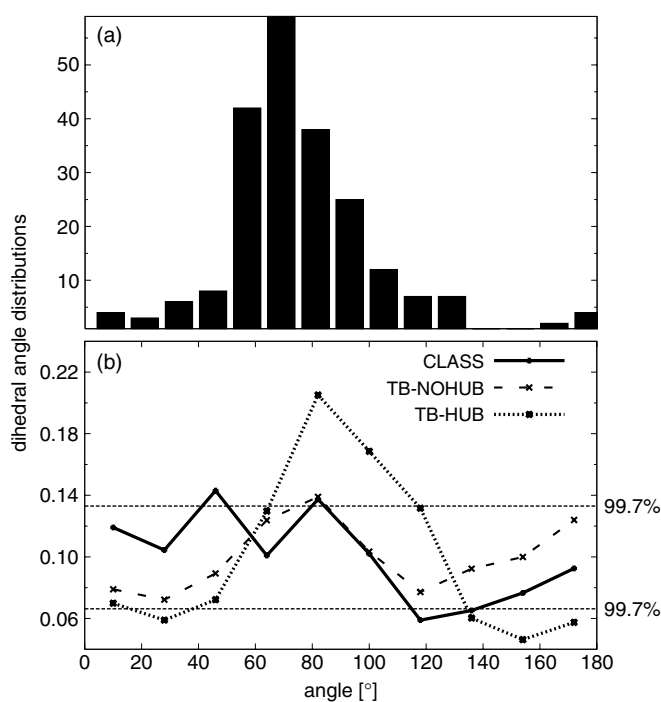 (a)
50
40
30
20
10
dihedral angle distributions
(b)
CLASS
TB-NOHUB
TB-HUB
0.22
0.18
0.14
0.10
0.06
99.7%
99.7%
0 20 40 60 80 100 120 140 160 180
angle [°]